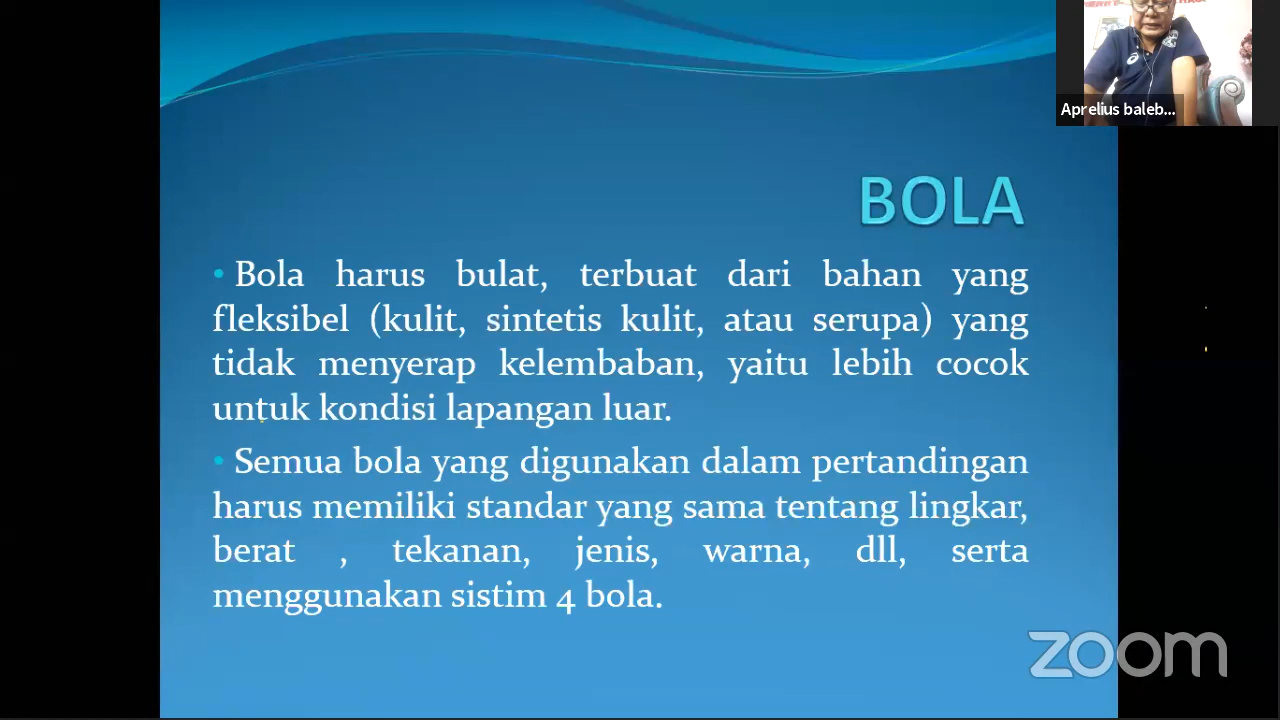 Aprelius baleb...
BOLA
• Bola harus bulat, terbuat dari bahan yang
fleksibel (kulit, sintetis kulit, atau serupa) yang
tidak menyerap kelembaban, yaitu lebih cocok
untuk kondisi lapangan luar.
• Semua bola yang digunakan dalam pertandingan
harus memiliki standar yang sama tentang lingkar,
berat , tekanan, jenis, warna, dll, serta
menggunakan sistim 4 bola.
zoom